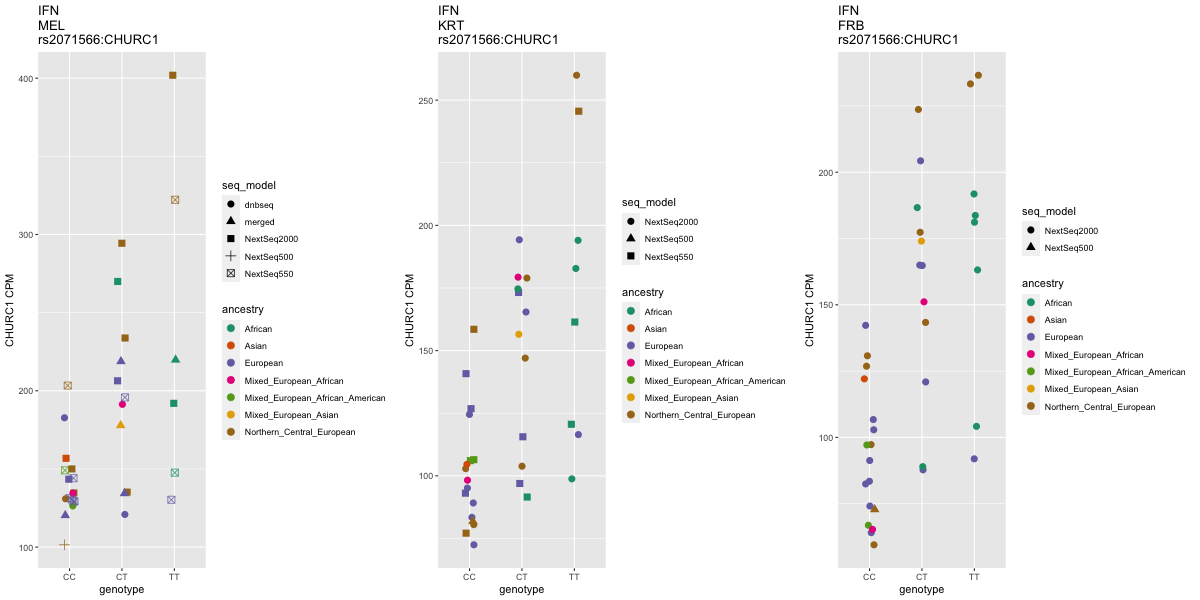 IFN
MEL
rs2071566:CHURC1
CHURC1 CPM
400
300
200
100
CC
CT
TT
genotype
seq_model
dnbseq
merged
NextSeq2000
NextSeq500
NextSeq550
ancestry
African
Asian
European
Mixed_European_African
Mixed_European_African_American
Mixed_European_Asian
Northern_Central_European
IFN
KRT
rs2071566:CHURC1
CHURC1 CPM
250
200
150
100
CC
CT
TT
genotype
seq_model
NextSeq2000
NextSeq500
NextSeq550
ancestry
African
Asian
European
Mixed_European_African
Mixed_European_African_American
Mixed_European_Asian
Northern_Central_European
IFN
FRB
rs2071566:CHURC1
CHURC1 CPM
200
150
100
CC
CT
TT
genotype
seq_model
NextSeq2000
NextSeq500
ancestry
African
Asian
European
Mixed_European_African
Mixed_European_African_American
Mixed_European_Asian
Northern_Central_European